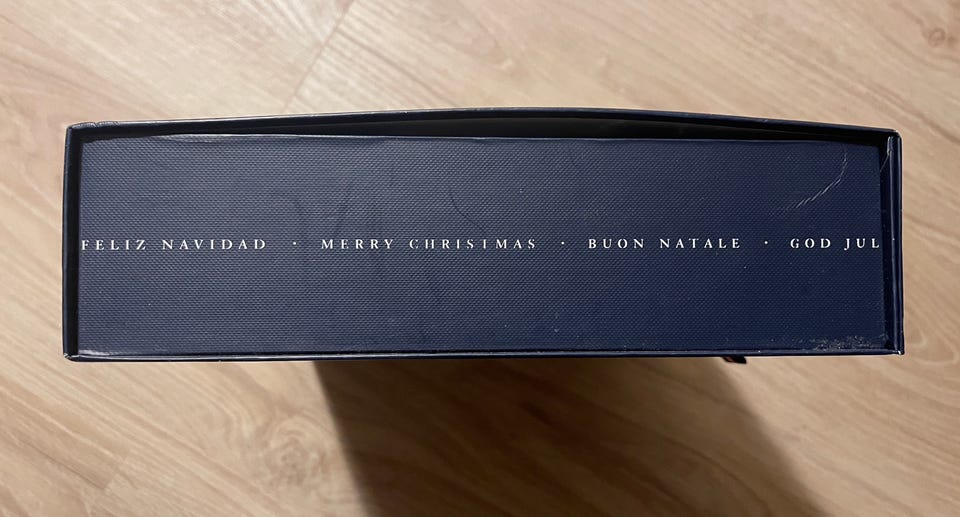 FELIZ NAVIDAD · MERRY CHRISTMAS · BUON NATALE · GOD JUL